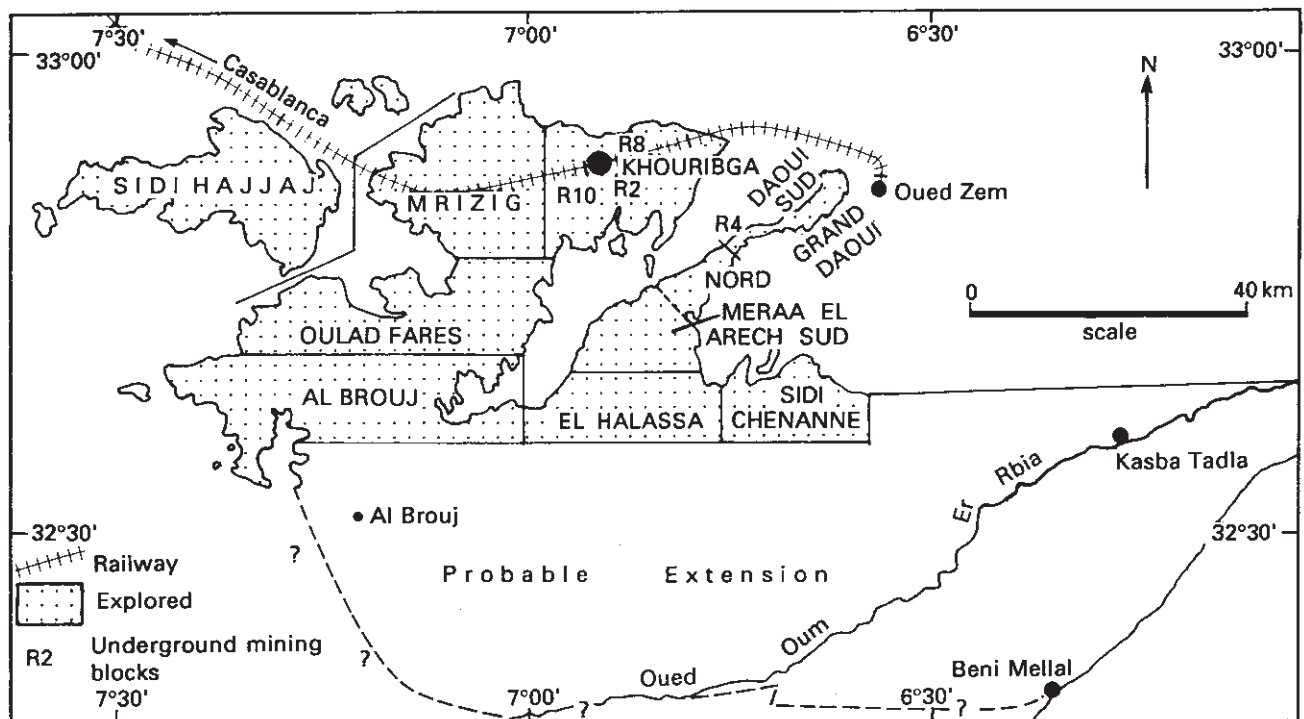 7°30' 7°00' 6°30'
33°00' 33°00'
N
Casablanca
R8
KHOURIBGA
SIDI HAJJAJ
MRIZIG
R10 R2
DAOUI
SUD
Oued Zem
R4
GRAND
DAOUI
NORD
0 40 km
scale
MERAA EL
ARECH SUD
OULAD FARES
AL BROUJ
EL HALASSA
SIDI
CHENANNE
Kasba Tadla
Er Rbia
Al Brouj
32°30' 32°30'
?
Probable Extension
Railway
Explored
R2 Underground mining
blocks
?
Oued Oum
Beni Mellal
7°30' 7°00' ? 6°30' ?